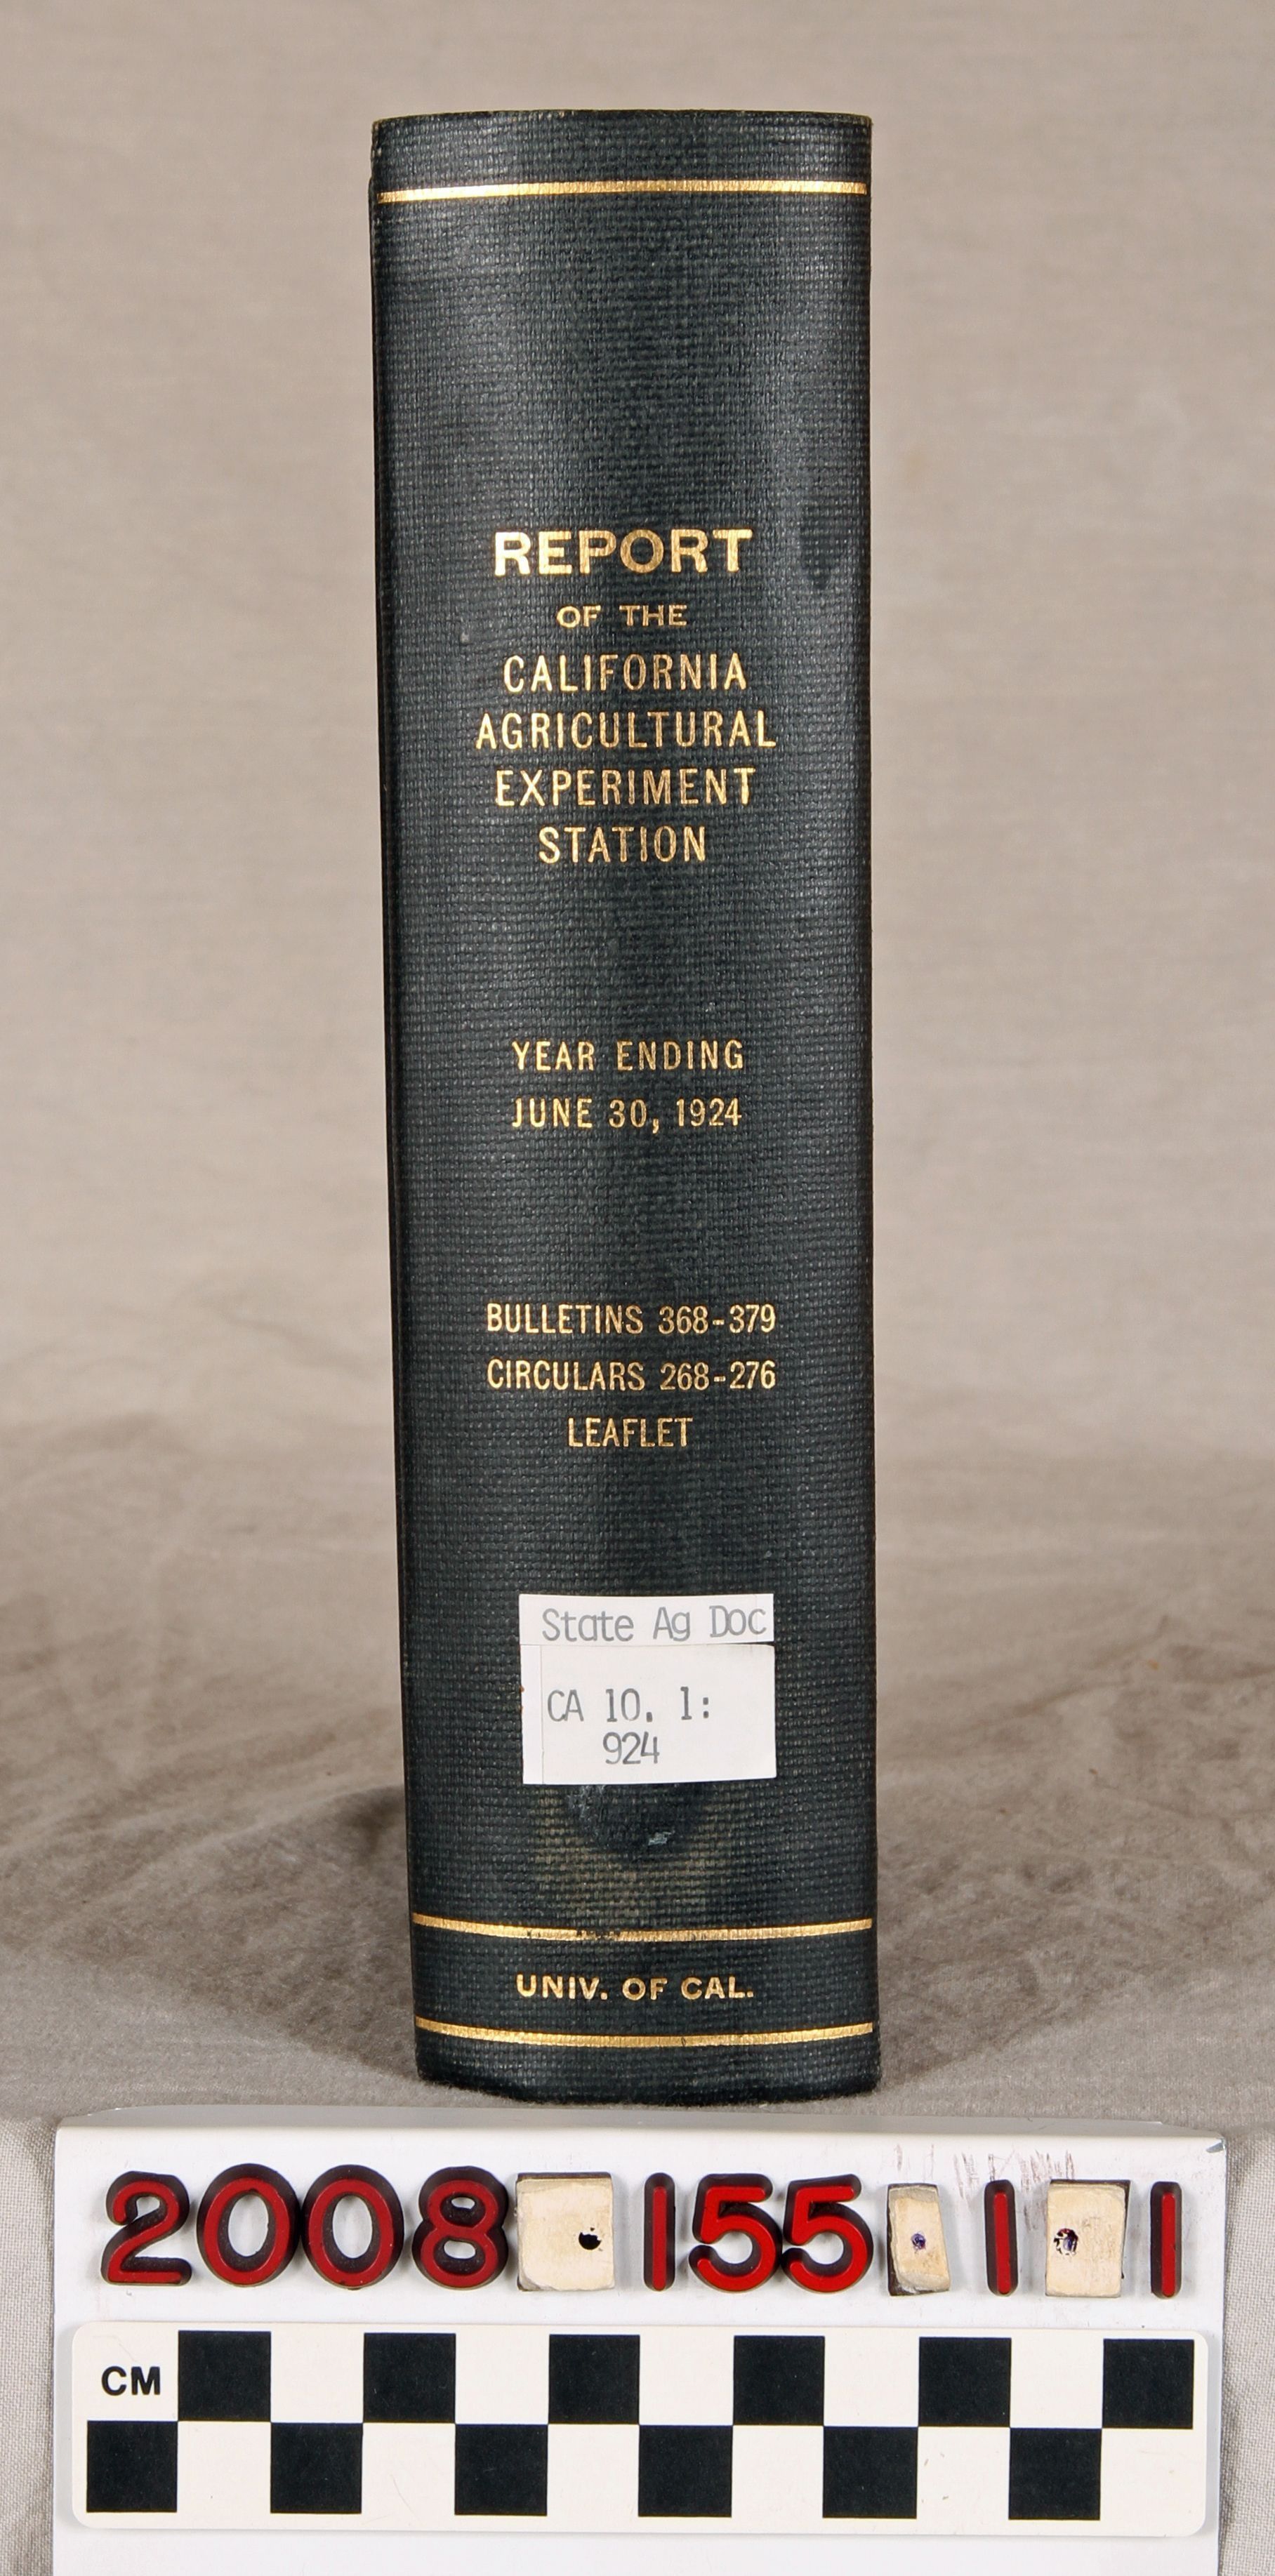 REPORT
OF THE
CALIFORNIA
AGRICULTURAL
EXPERIMENT
STATION
YEAR ENDING
JUNE 30, 1924
BULLETINS 368-379
CIRCULARS 268-276
LEAFLET
State Ag Doc
CA 10. 1:
924
UNIV. OF CAL.
2008.155.1.1
CM